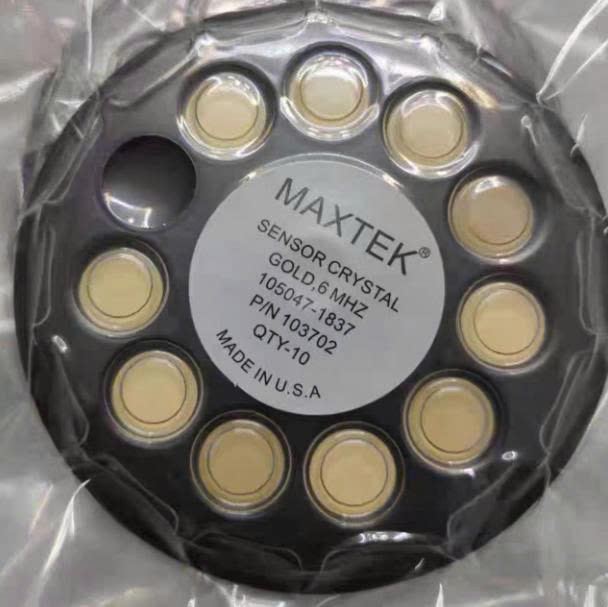 MAXTEK®
SENSOR CRYSTAL
GOLD,6 MHZ
105047-1837
P/N 103702
QTY-10
MADE IN U.S.A